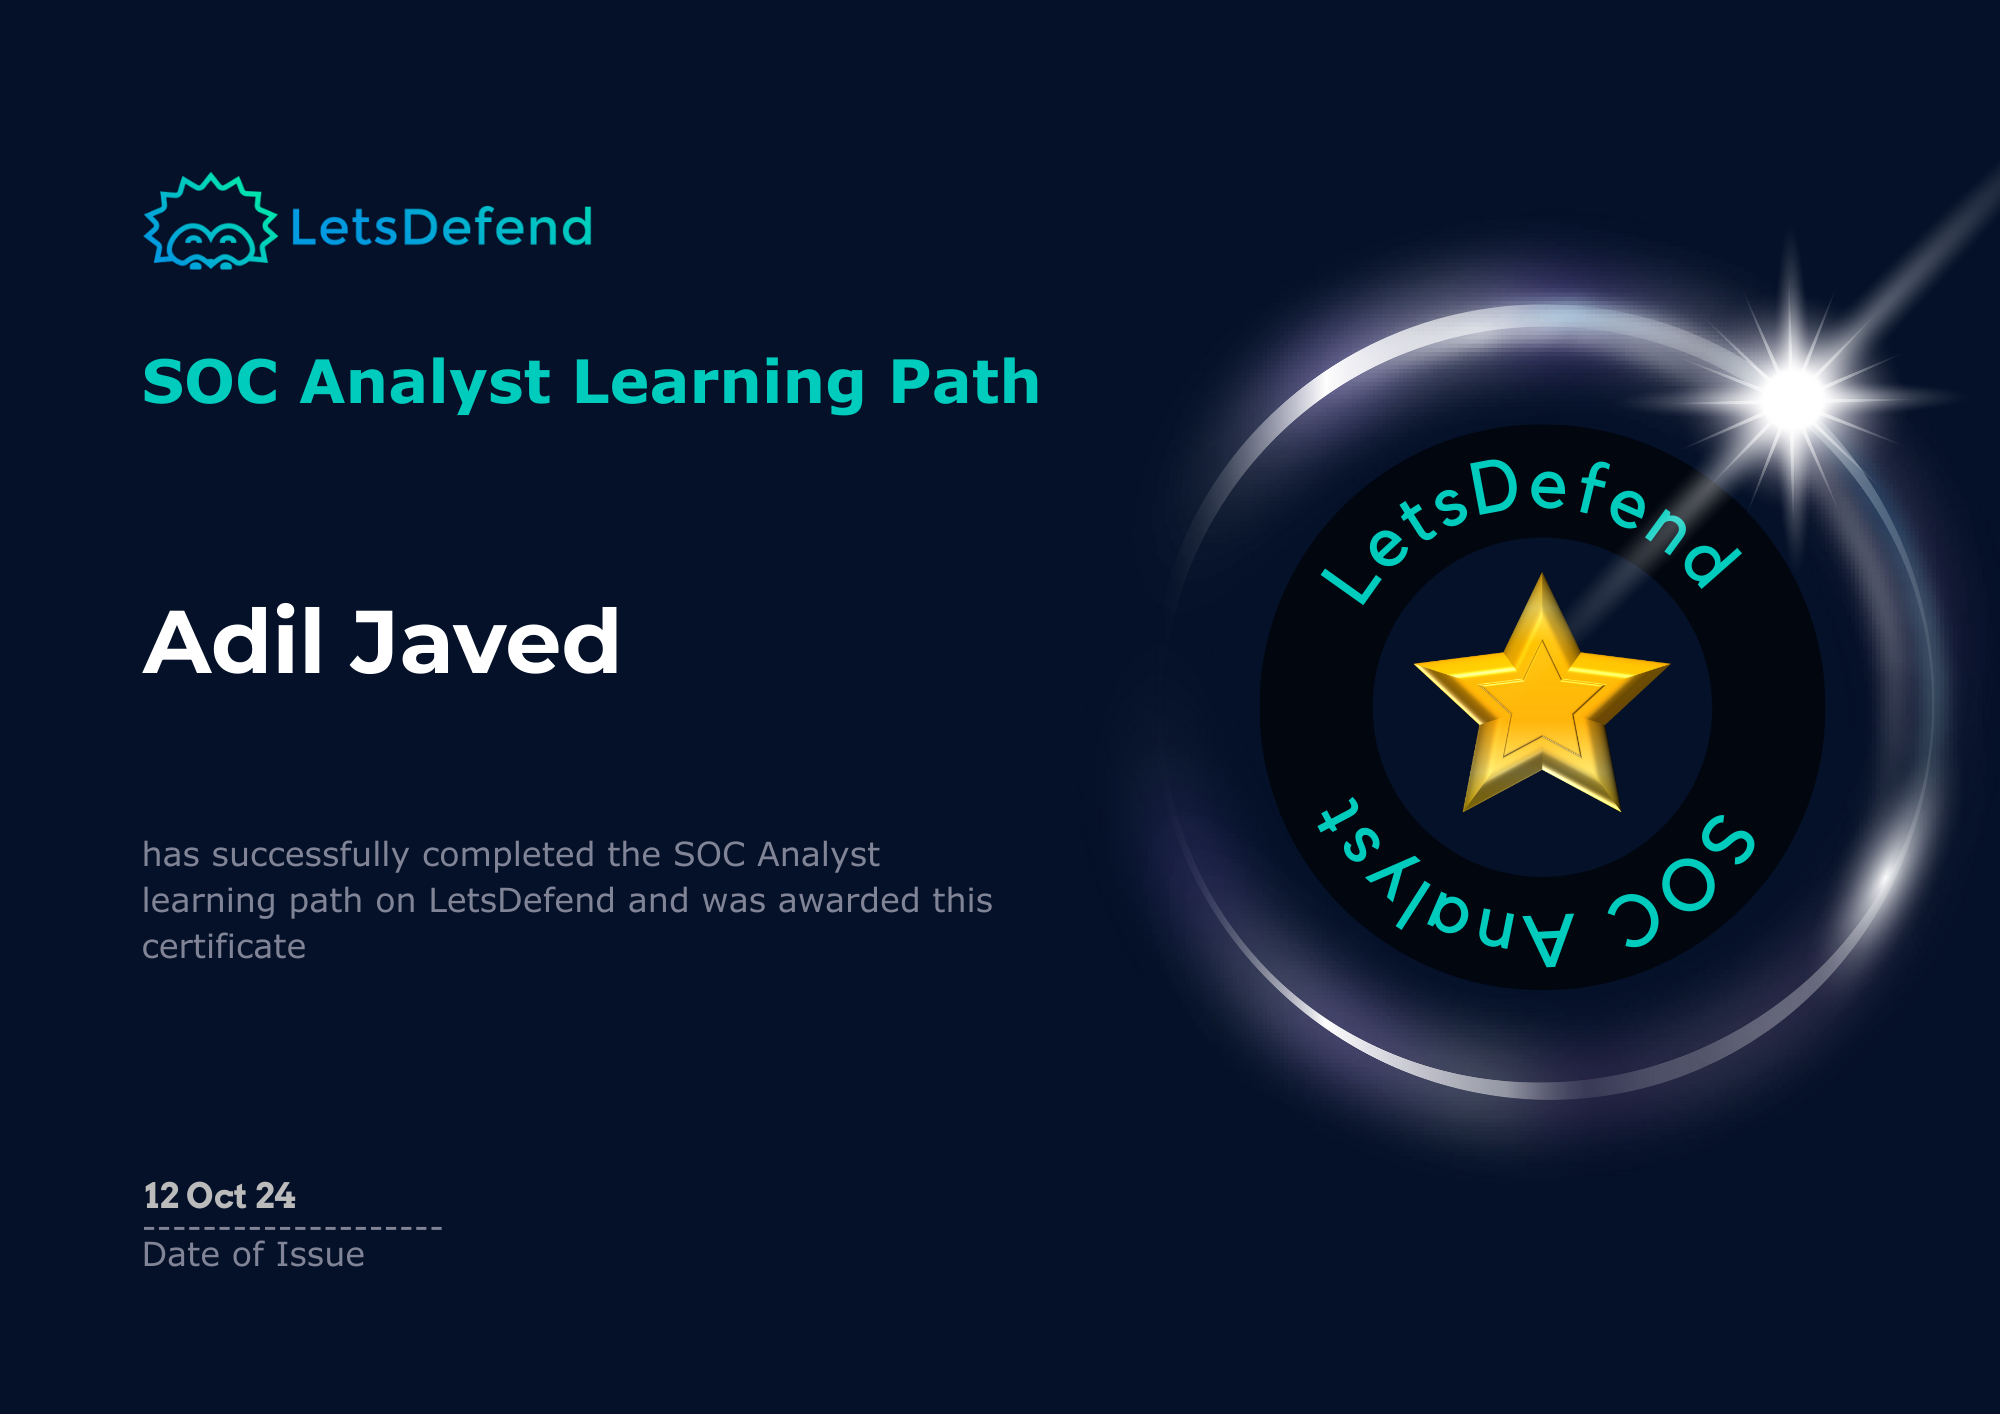 LetsDefend
SOC Analyst Learning Path
LetsDefend
Adil Javed
SOC Analyst
has successfully completed the SOC Analyst
learning path on LetsDefend and was awarded this
certificate
12 Oct 24
--------------------
Date of Issue